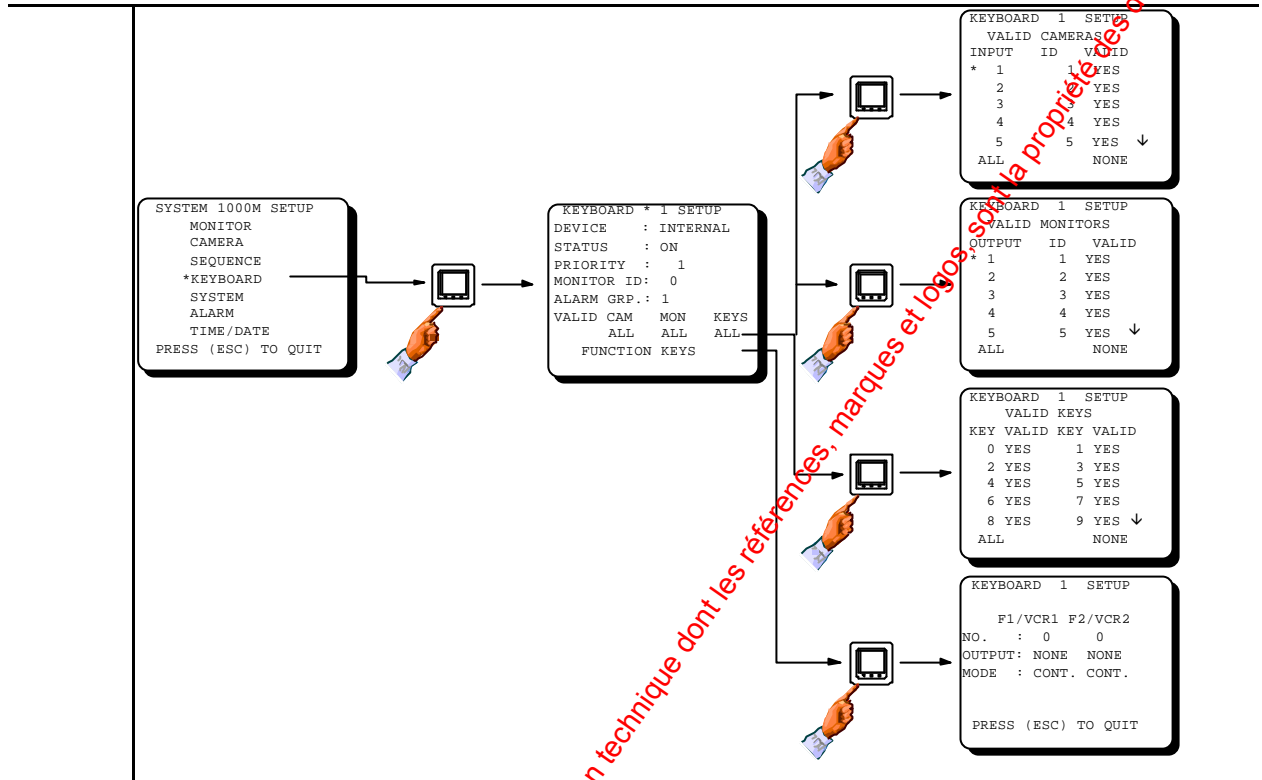 SYSTEM 1000M SETUP
MONITOR
CAMERA
SEQUENCE
*KEYBOARD
SYSTEM
ALARM
TIME/DATE
PRESS (ESC) TO QUIT
KEYBOARD * 1 SETUP
DEVICE : INTERNAL
STATUS : ON
PRIORITY : 1
MONITOR ID: 0
ALARM GRP.: 1
VALID CAM MON KEYS
ALL ALL ALL
FUNCTION KEYS
KEYBOARD 1 SETUP
VALID CAMERAS
INPUT ID VALID
* 1 1 YES
2 2 YES
3 3 YES
4 4 YES
5 5 YES ↓
ALL NONE
KEYBOARD 1 SETUP
VALID MONITORS
OUTPUT ID VALID
* 1 1 YES
2 2 YES
3 3 YES
4 4 YES
5 5 YES ↓
ALL NONE
KEYBOARD 1 SETUP
VALID KEYS
KEY VALID KEY VALID
0 YES 1 YES
2 YES 3 YES
4 YES 5 YES
6 YES 7 YES
8 YES 9 YES ↓
ALL NONE
KEYBOARD 1 SETUP
F1/VCR1 F2/VCR2
NO. : 0 0
OUTPUT: NONE NONE
MODE : CONT. CONT.
PRESS (ESC) TO QUIT
technique dont les références, marques et logos, sont la propriété des